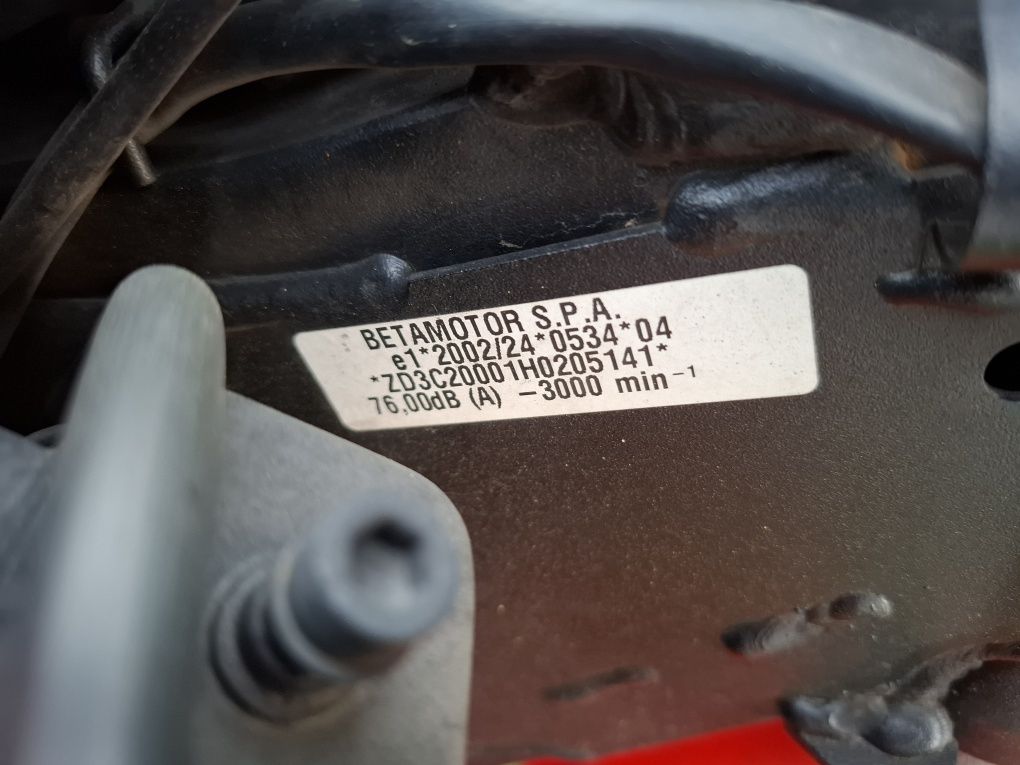 BETAMOTOR S.P.A.
e1*2002/24*0534*04
*ZD3C20001H0205141*
76,00dB (A) -3000 min⁻¹